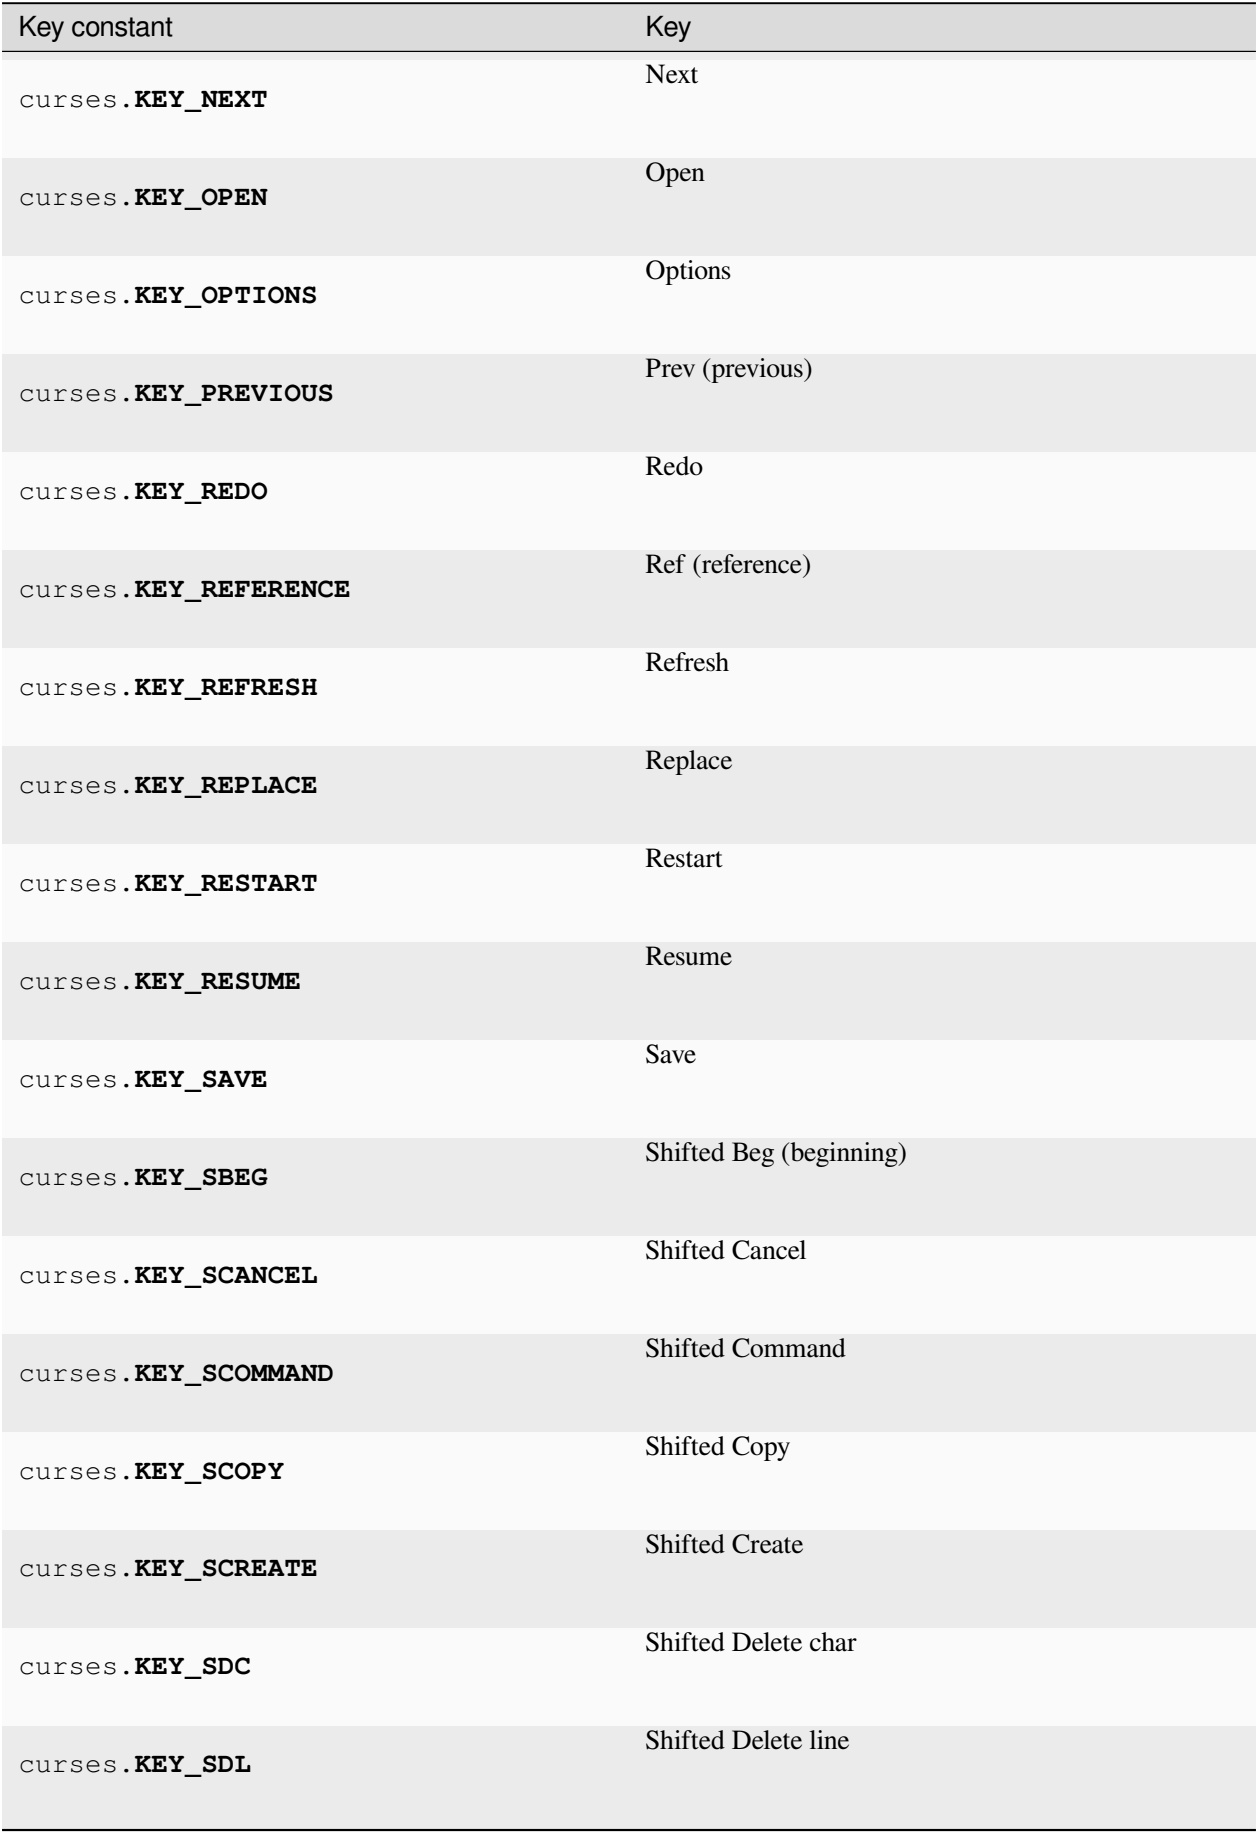 Key constant Key
Next
curses.KEY_NEXT
Open
curses.KEY_OPEN
Options
curses.KEY_OPTIONS
Prev (previous)
curses.KEY_PREVIOUS
Redo
curses.KEY_REDO
Ref (reference)
curses.KEY_REFERENCE
Refresh
curses.KEY_REFRESH
Replace
curses.KEY_REPLACE
Restart
curses.KEY_RESTART
Resume
curses.KEY_RESUME
Save
curses.KEY_SAVE
Shifted Beg (beginning)
curses.KEY_SBEG
Shifted Cancel
curses.KEY_SCANCEL
Shifted Command
curses.KEY_SCOMMAND
Shifted Copy
curses.KEY_SCOPY
Shifted Create
curses.KEY_SCREATE
Shifted Delete char
curses.KEY_SDC
Shifted Delete line
curses.KEY_SDL